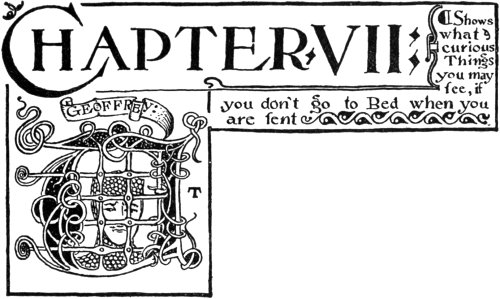 CHAPTER·VII:
¶ Shows
what
curious
Things
you may
see, if
you don't go to Bed when you
are sent
GEOFFREY
A
T